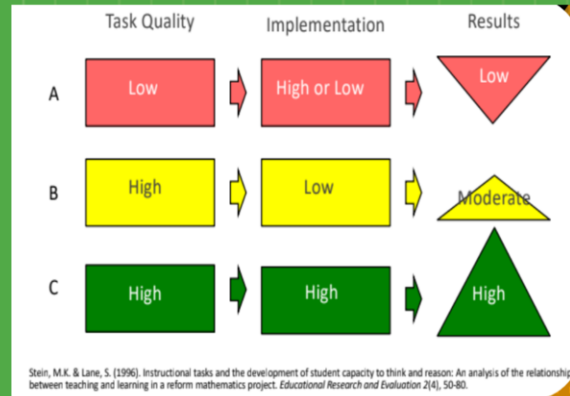 Task Quality Implementation Results
A Low High or Low Low
B High Low Moderate
C High High High
Stein, M.K. & Lane, S. (1996). Instructional tasks and the development of student capacity to think and reason: An analysis of the relationship
between teaching and learning in a reform mathematics project. Educational Research and Evaluation 2(4), 50-80.